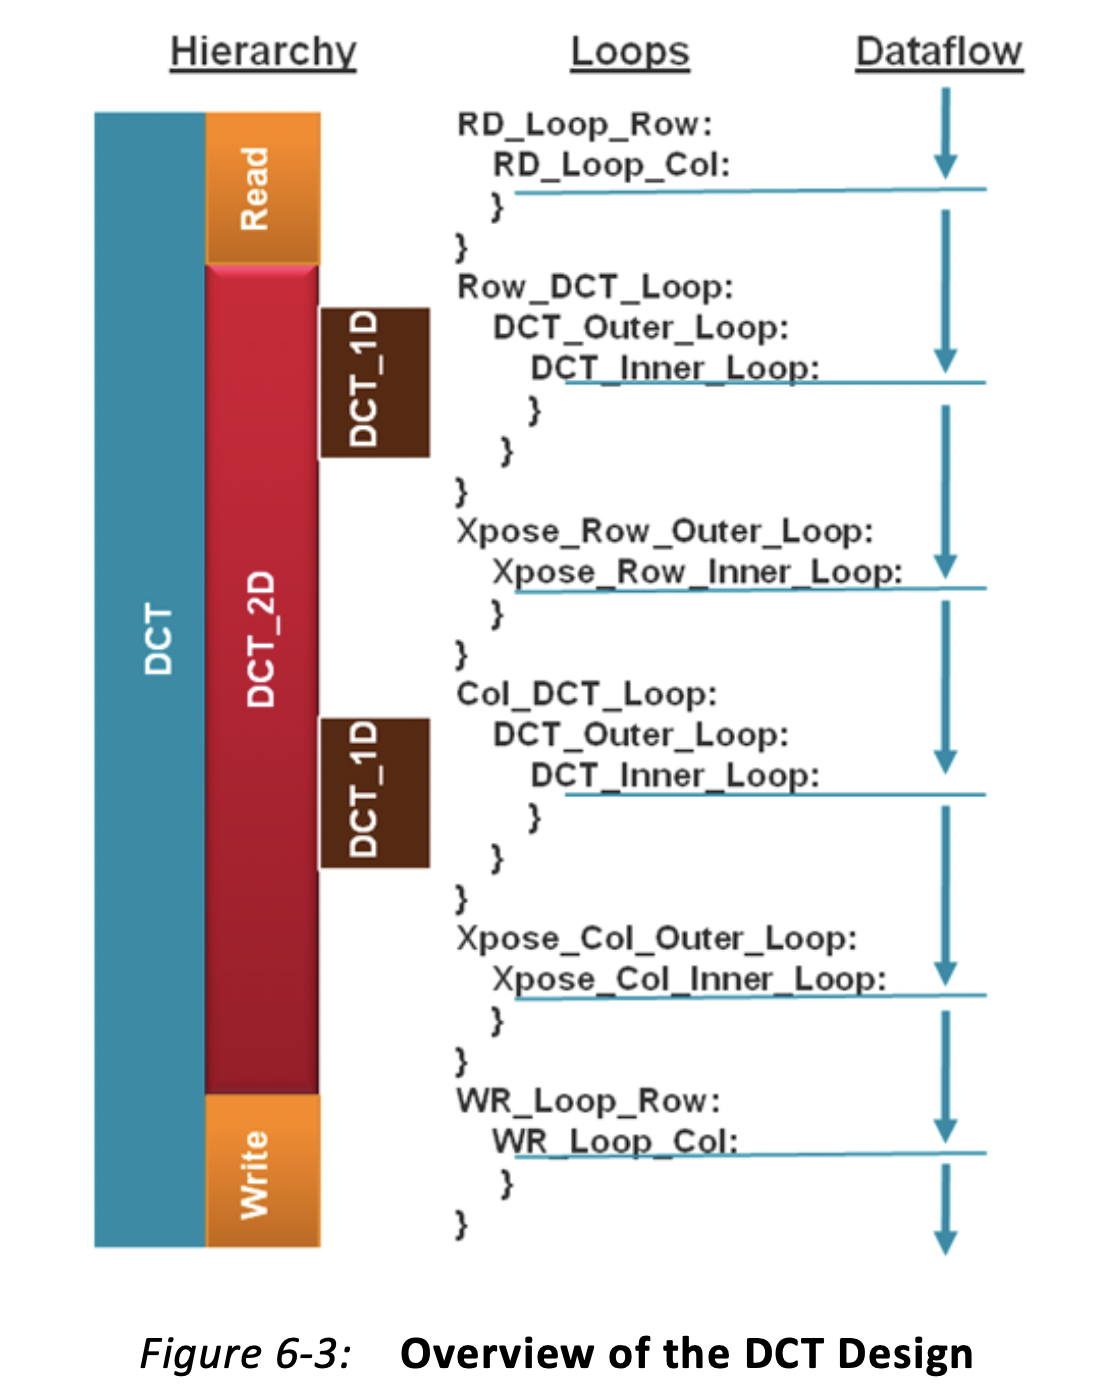 Hierarchy
Loops
Dataflow
DCT
Read
DCT_2D
Write
DCT_1D
DCT_1D
RD_Loop_Row:
RD_Loop_Col:
}
}
Row_DCT_Loop:
DCT_Outer_Loop:
DCT_Inner_Loop:
}
}
}
Xpose_Row_Outer_Loop:
Xpose_Row_Inner_Loop:
}
}
Col_DCT_Loop:
DCT_Outer_Loop:
DCT_Inner_Loop:
}
}
}
Xpose_Col_Outer_Loop:
Xpose_Col_Inner_Loop:
}
}
WR_Loop_Row:
WR_Loop_Col:
}
}
Figure 6-3: Overview of the DCT Design